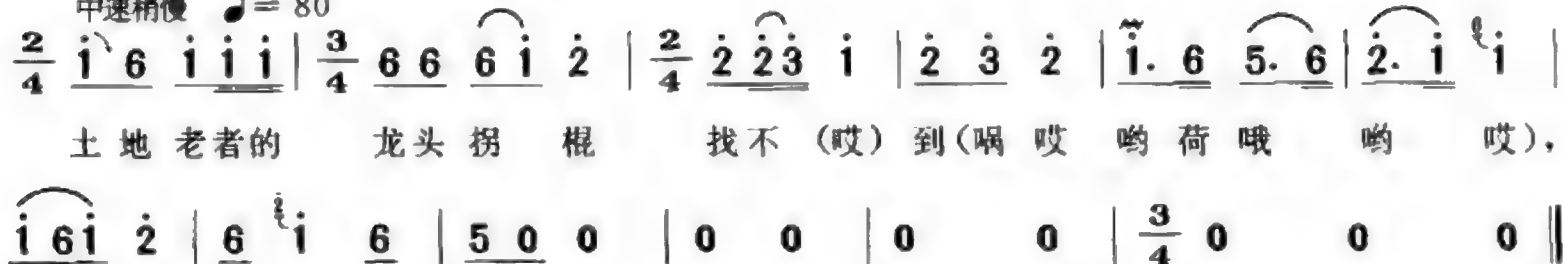 中速稍慢 ♩= 80
2/4 i 6 i i i | 3/4 6 6 6 i 2 | 2/4 2 2 3 i | 2 3 2 | i. 6 5. 6 | 2. i i |
土地老者的 龙头拐棍 找不(哎)到(㖞哎 哟荷哦 哟 哎),
i 6 i 2 | 6 i 6 | 5 0 0 | 0 0 | 0 0 | 3/4 0 0 0 ‖